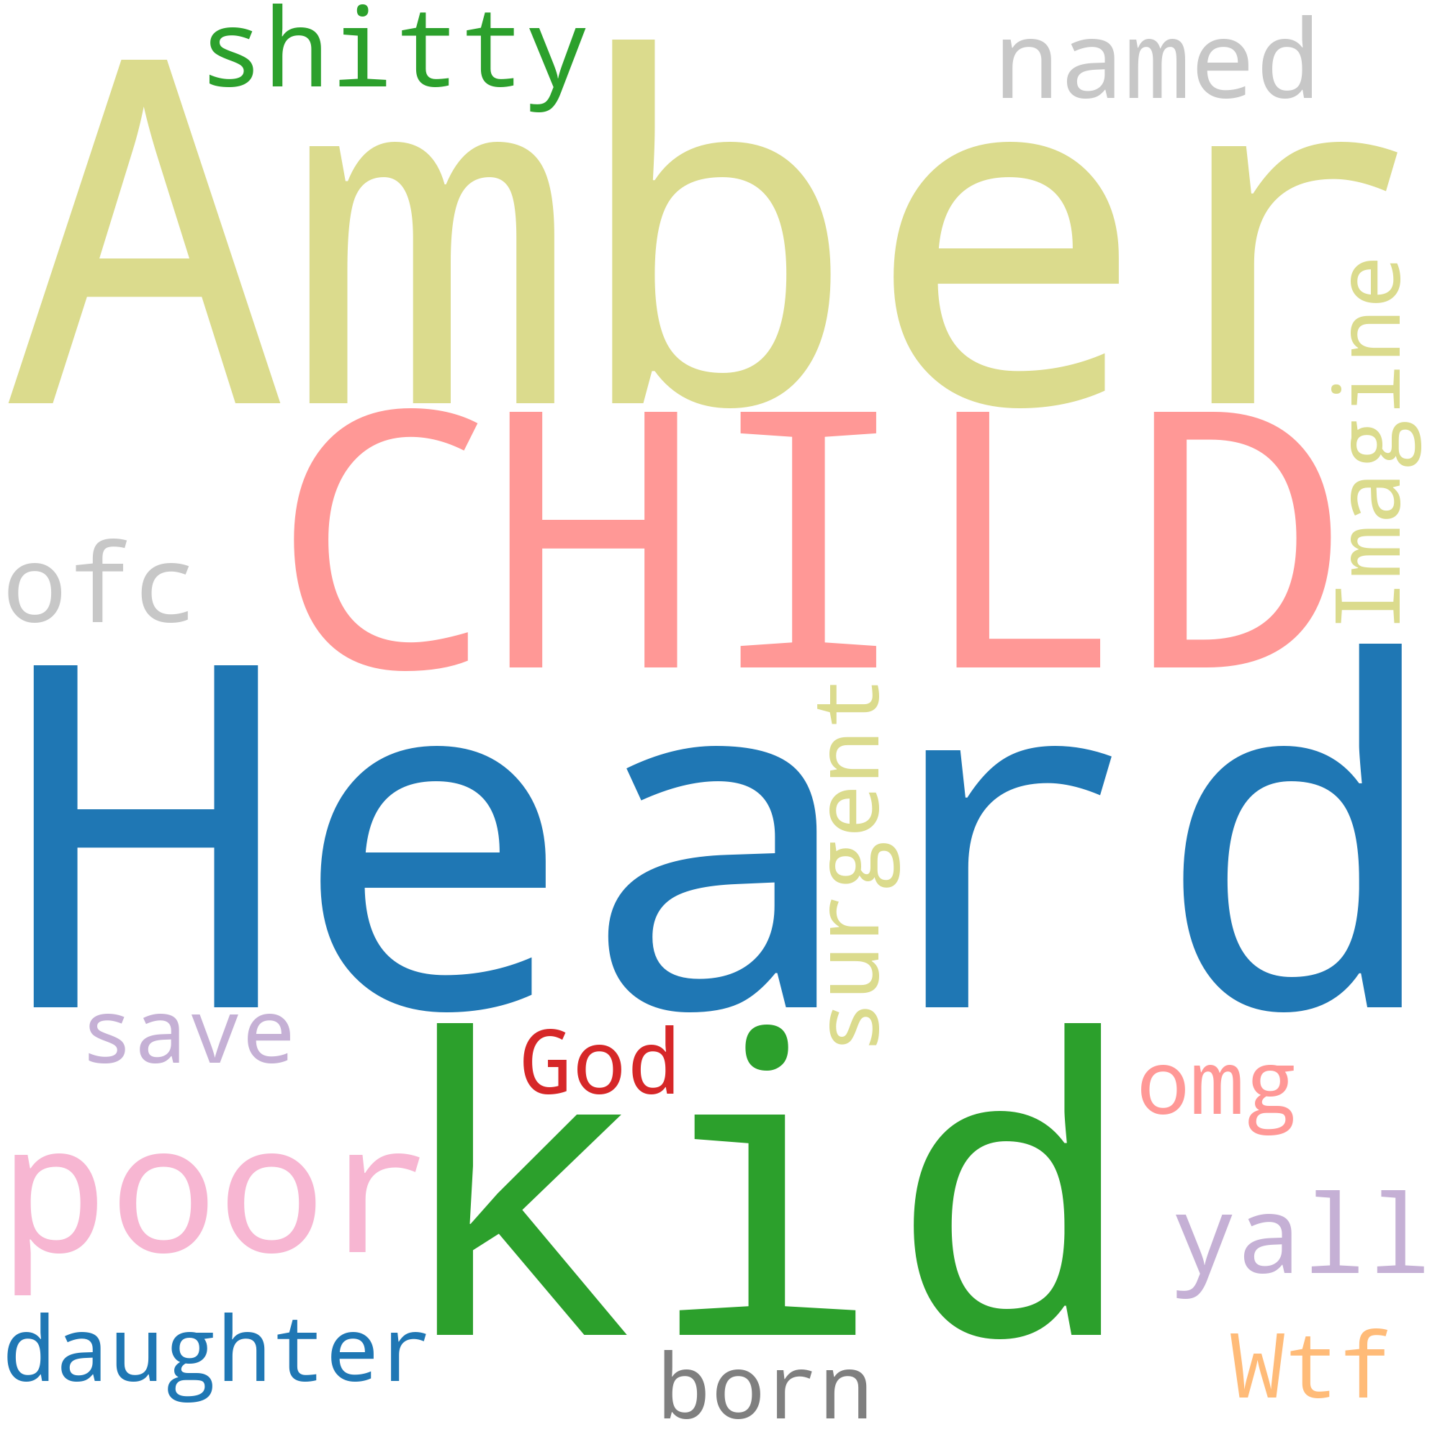 shitty
named
Amber
Imagine
CHILD
ofc
Heard
surgent
save
God
kid
omg
poor
yall
daughter
Wtf
born